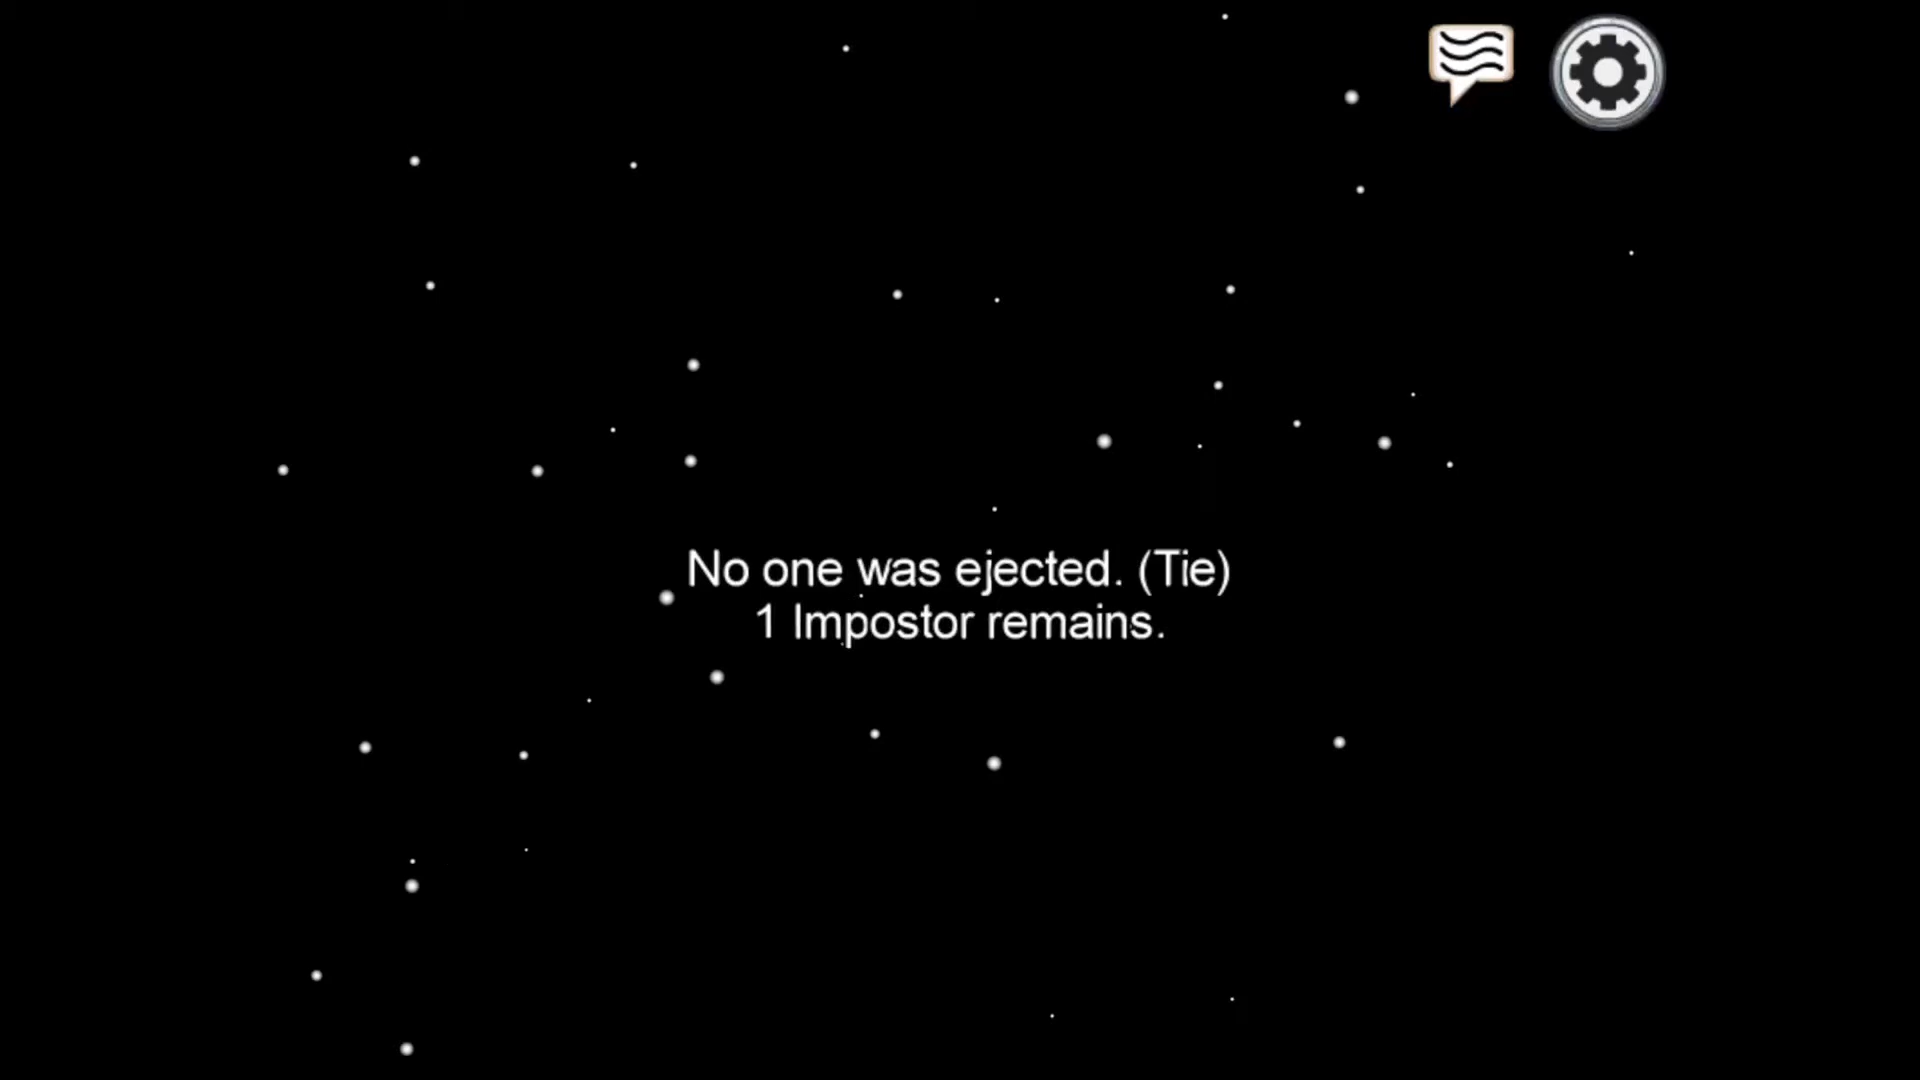 No one was ejected. (Tie)
1 Impostor remains.